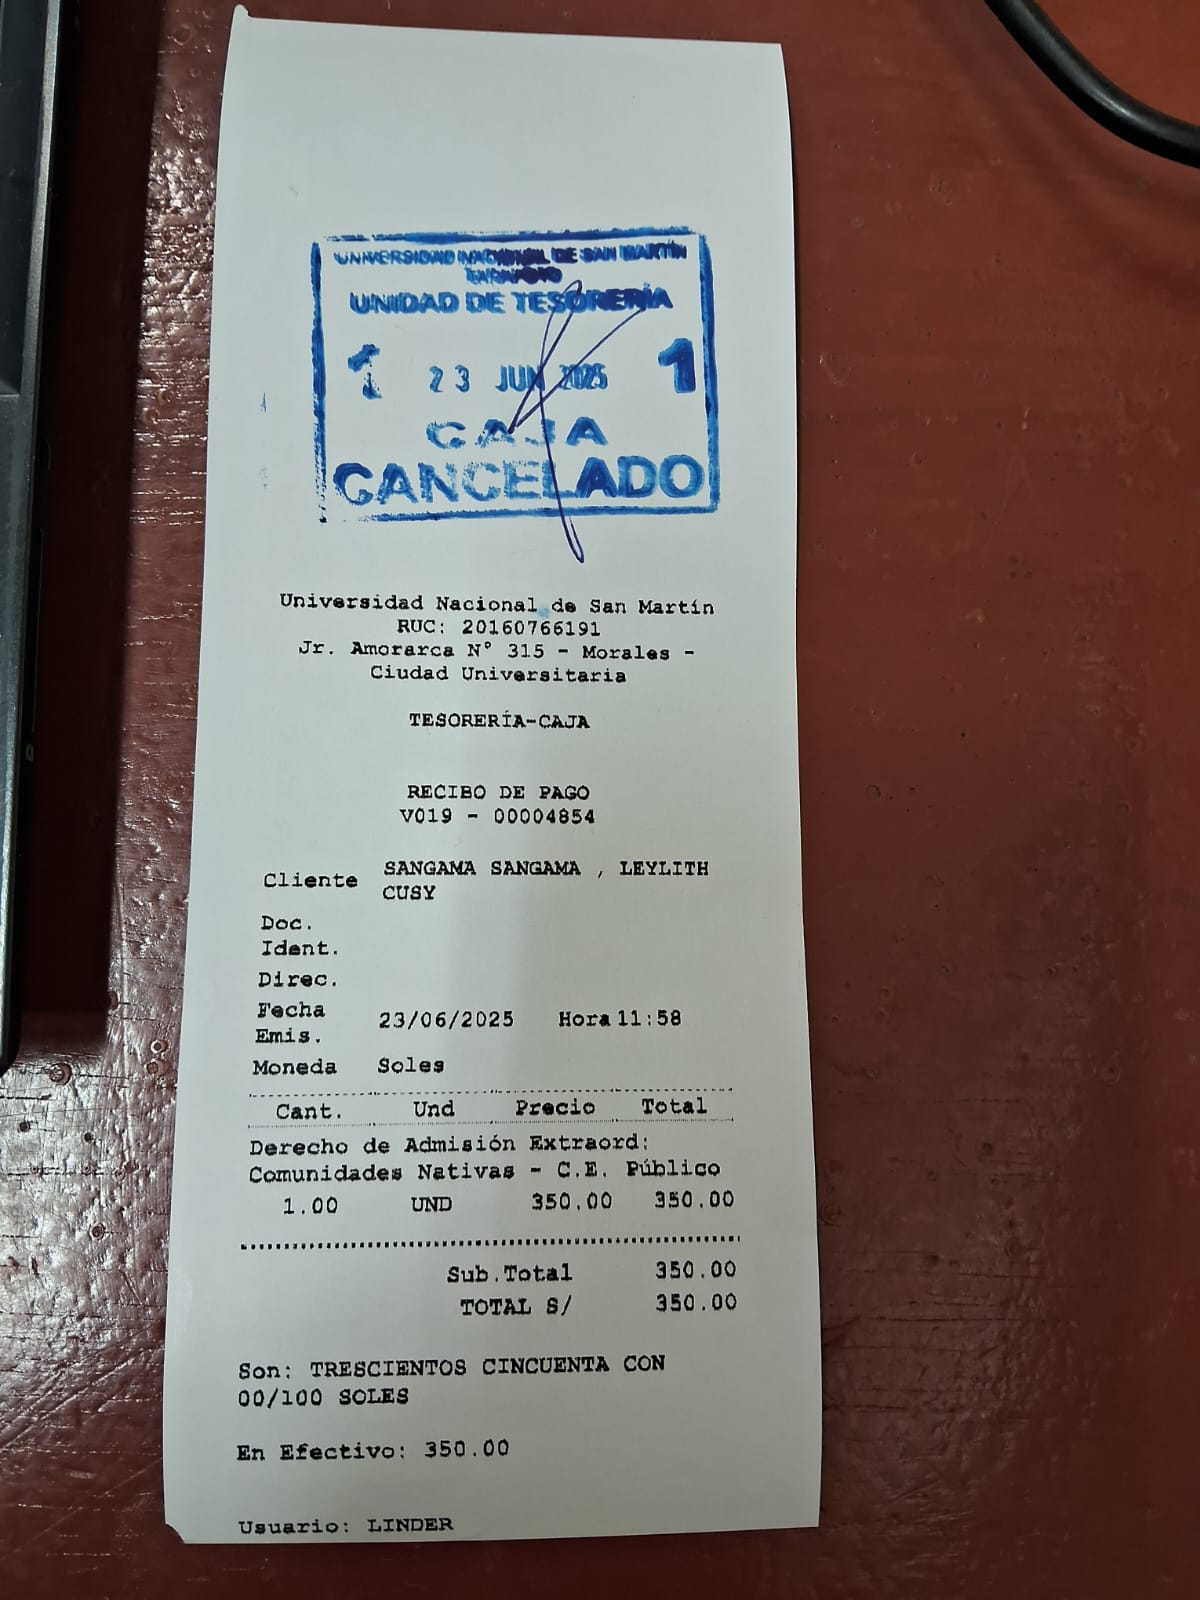 UNIVERSIDAD NACIONAL DE SAN MARTÍN
TARAPOTO
UNIDAD DE TESORERÍA
1 23 JUN 2025 1
CAJA
CANCELADO
Universidad Nacional de San Martín
RUC: 20160766191
Jr. Amorarca N° 315 - Morales -
Ciudad Universitaria
TESORERÍA-CAJA
RECIBO DE PAGO
V019 - 00004854
Cliente SANGAMA SANGAMA , LEYLITH
CUSY
Doc.
Ident.
Direc.
Fecha
Emis. 23/06/2025 Hora 11:58
Moneda Soles
Cant. Und Precio Total
Derecho de Admisión Extraord:
Comunidades Nativas - C.E. Público
1.00 UND 350.00 350.00
Sub.Total 350.00
TOTAL S/ 350.00
Son: TRESCIENTOS CINCUENTA CON
00/100 SOLES
En Efectivo: 350.00
Usuario: LINDER